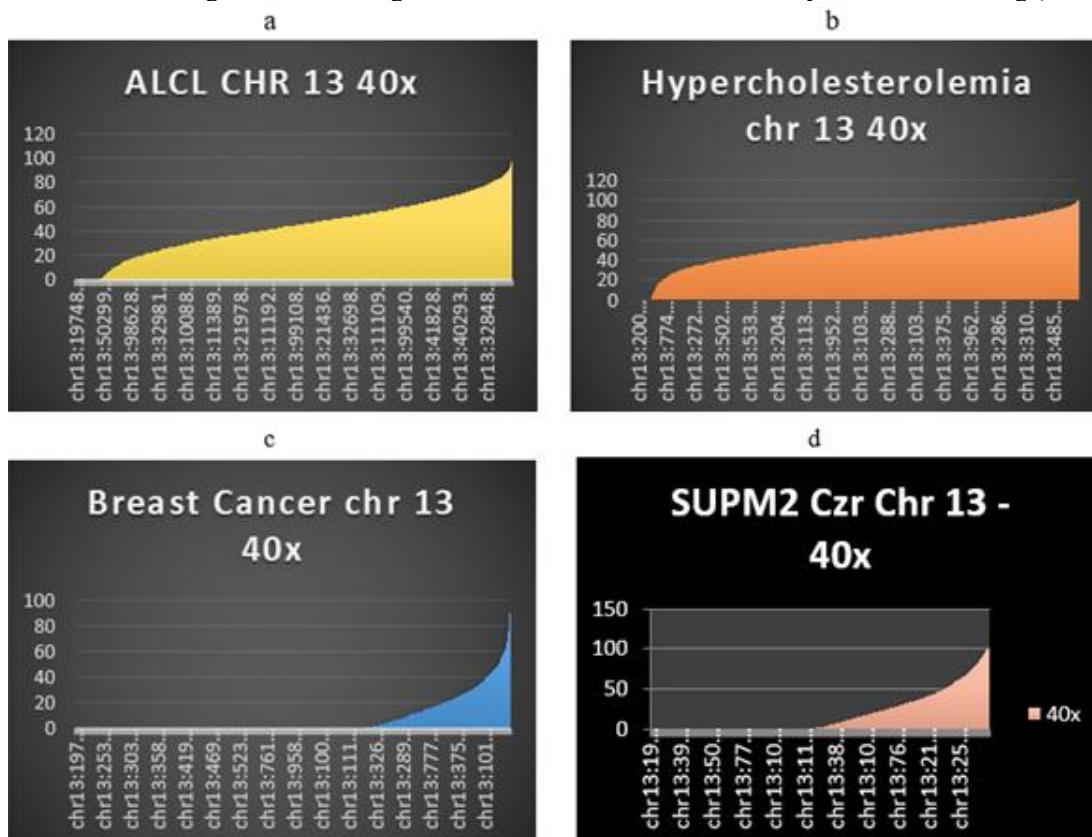 a
ALCL CHR 13 40x
120
100
80
60
40
20
0
chr13:19748...
chr13:50299...
chr13:98628...
chr13:32981...
chr13:10088...
chr13:11389...
chr13:21978...
chr13:11192...
chr13:99108...
chr13:21436...
chr13:32698...
chr13:11109...
chr13:99540...
chr13:41828...
chr13:40293...
chr13:32848...
b
Hypercholesterolemia
chr 13 40x
120
100
80
60
40
20
0
chr13:200...
chr13:774...
chr13:272...
chr13:502...
chr13:533...
chr13:204...
chr13:113...
chr13:952...
chr13:103...
chr13:288...
chr13:103...
chr13:375...
chr13:962...
chr13:286...
chr13:310...
chr13:485...
c
Breast Cancer chr 13
40x
100
80
60
40
20
0
chr13:197...
chr13:253...
chr13:303...
chr13:358...
chr13:419...
chr13:469...
chr13:523...
chr13:761...
chr13:958...
chr13:100...
chr13:111...
chr13:326...
chr13:289...
chr13:777...
chr13:375...
chr13:101...
d
SUPM2 Czr Chr 13 -
40x
150
100
50
0
chr13:19...
chr13:39...
chr13:50...
chr13:77...
chr13:10...
chr13:11...
chr13:38...
chr13:10...
chr13:76...
chr13:21...
chr13:25...
40x